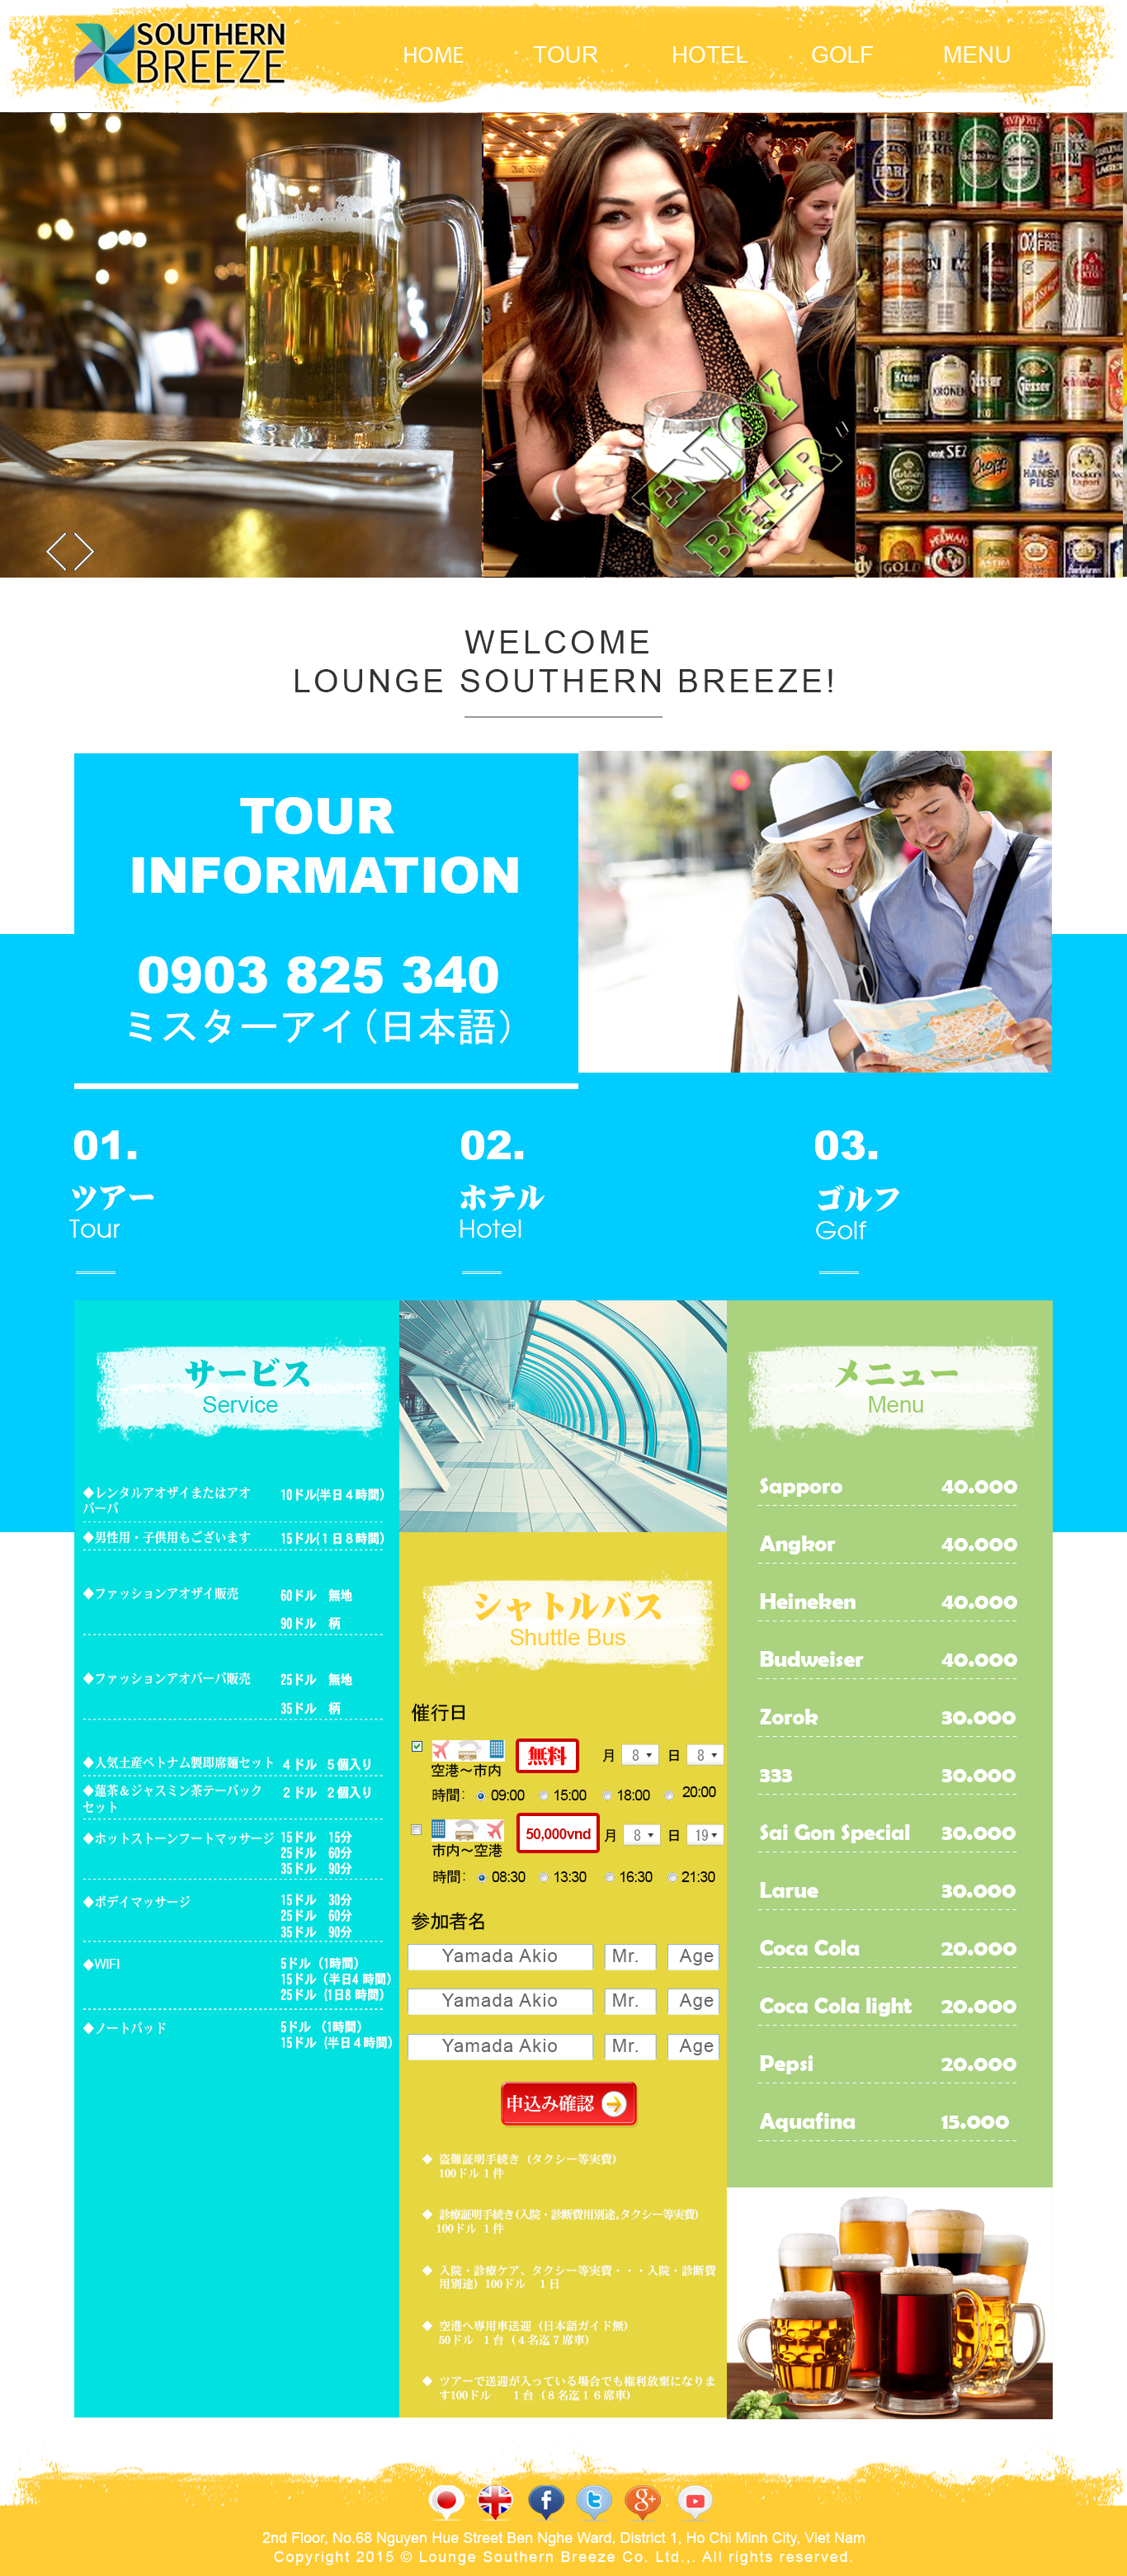 SOUTHERN
BREEZE
HOME TOUR HOTEL GOLF MENU
ENJOY
BEER
WELCOME
LOUNGE SOUTHERN BREEZE!
TOUR
INFORMATION
0903 825 340
ミスターアイ（日本語）
01. 02. 03.
ツアー ホテル ゴルフ
Tour Hotel Golf
サービス
Service
◆レンタルアオザイまたはアオ 10ドル(半日４時間)
バーバ
◆男性用・子供用もございます 15ドル(１日８時間)
◆ファッションアオザイ販売 60ドル 無地
90ドル 柄
◆ファッションアオバーバ販売 25ドル 無地
35ドル 柄
◆人気土産ベトナム製即席麺セット ４ドル ５個入り
◆蓮茶＆ジャスミン茶テーバック ２ドル ２個入り
セット
◆ホットストーンフートマッサージ 15ドル 15分
25ドル 60分
35ドル 90分
◆ボデイマッサージ 15ドル 30分
25ドル 60分
35ドル 90分
◆WIFI 5ドル（1時間）
15ドル（半日4 時間）
25ドル（1日8 時間）
◆ノートパッド 5ドル （1時間）
15ドル（半日４時間）
シャトルバス
Shuttle Bus
催行日
無料 月 8 日 8
空港～市内
時間： 09:00 15:00 18:00 20:00
50,000vnd 月 8 日 19
市内～空港
時間： 08:30 13:30 16:30 21:30
参加者名
Yamada Akio Mr. Age
Yamada Akio Mr. Age
Yamada Akio Mr. Age
申込み確認
◆ 盗難証明手続き（タクシー等実費）
100ドル １件
◆ 診療証明手続き（入院・診断費用別途,タクシー等実費）
100ドル １件
◆ 入院・診療ケア、タクシー等実費・・・入院・診断費
用別途）100ドル １日
◆ 空港へ専用車送迎（日本語ガイド無）
50ドル １台（４名迄７席車）
◆ ツアーで送迎が入っている場合でも権利放棄になりま
す100ドル １台（８名迄１６席車）
メニュー
Menu
Sapporo 40.000
Angkor 40.000
Heineken 40.000
Budweiser 40.000
Zorok 30.000
333 30.000
Sai Gon Special 30.000
Larue 30.000
Coca Cola 20.000
Coca Cola light 20.000
Pepsi 20.000
Aquafina 15.000
2nd Floor, No.68 Nguyen Hue Street Ben Nghe Ward, District 1, Ho Chi Minh City, Viet Nam
Copyright 2015 © Lounge Southern Breeze Co. Ltd.,. All rights reserved.